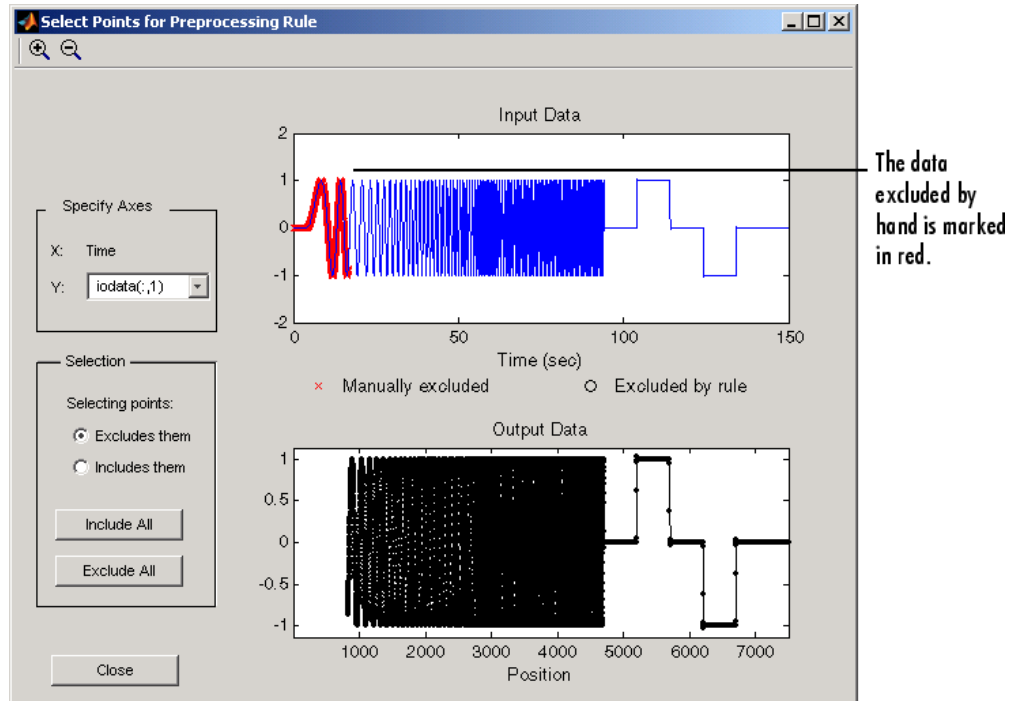 Select Points for Preprocessing Rule
Input Data
2
1
0
-1
-2
0
50
100
150
Time (sec)
The data
excluded by
hand is marked
in red.
Specify Axes
X: Time
Y: iodata(:,1)
Selection
Selecting points:
Excludes them
Includes them
Include All
Exclude All
Close
× Manually excluded
O Excluded by rule
Output Data
1
0.5
0
-0.5
-1
1000
2000
3000
4000
5000
6000
7000
Position